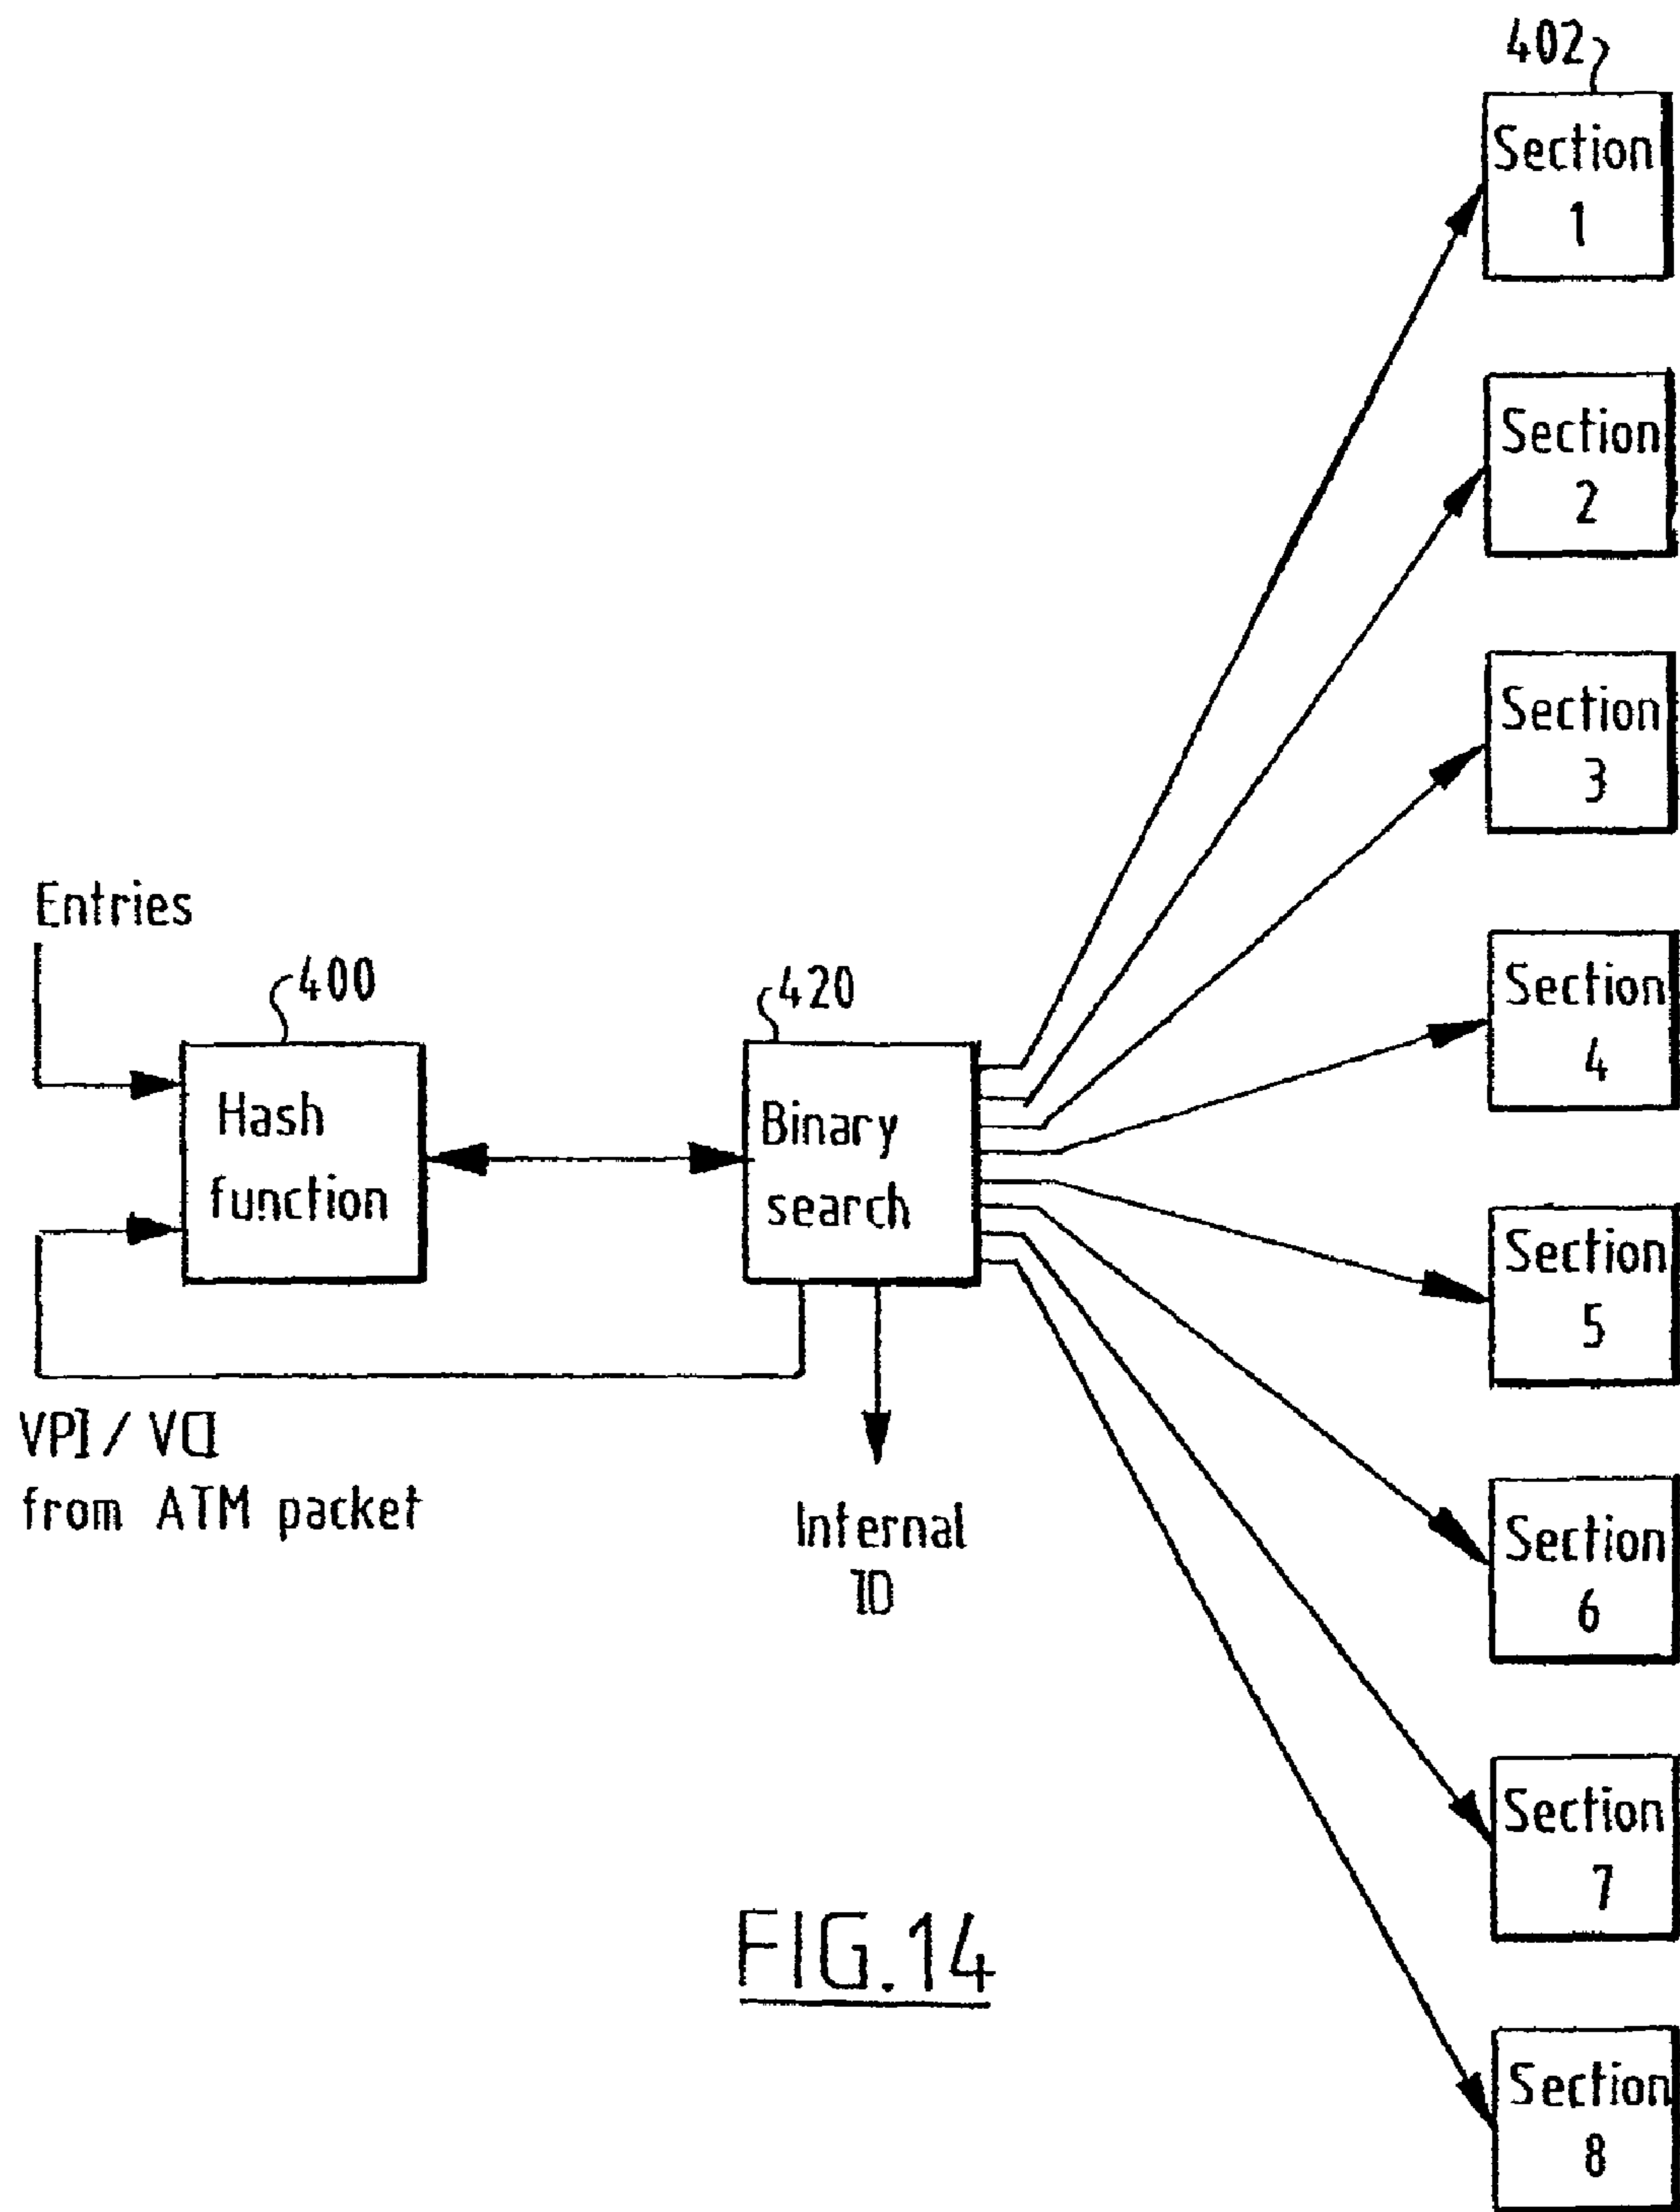 402
Section
1
Section
2
Section
3
Entries
400
420
Section
4
Hash
function
Binary
search
Section
5
VPI / VCI
from ATM packet
Internal
ID
Section
6
Section
7
FIG.14
Section
8